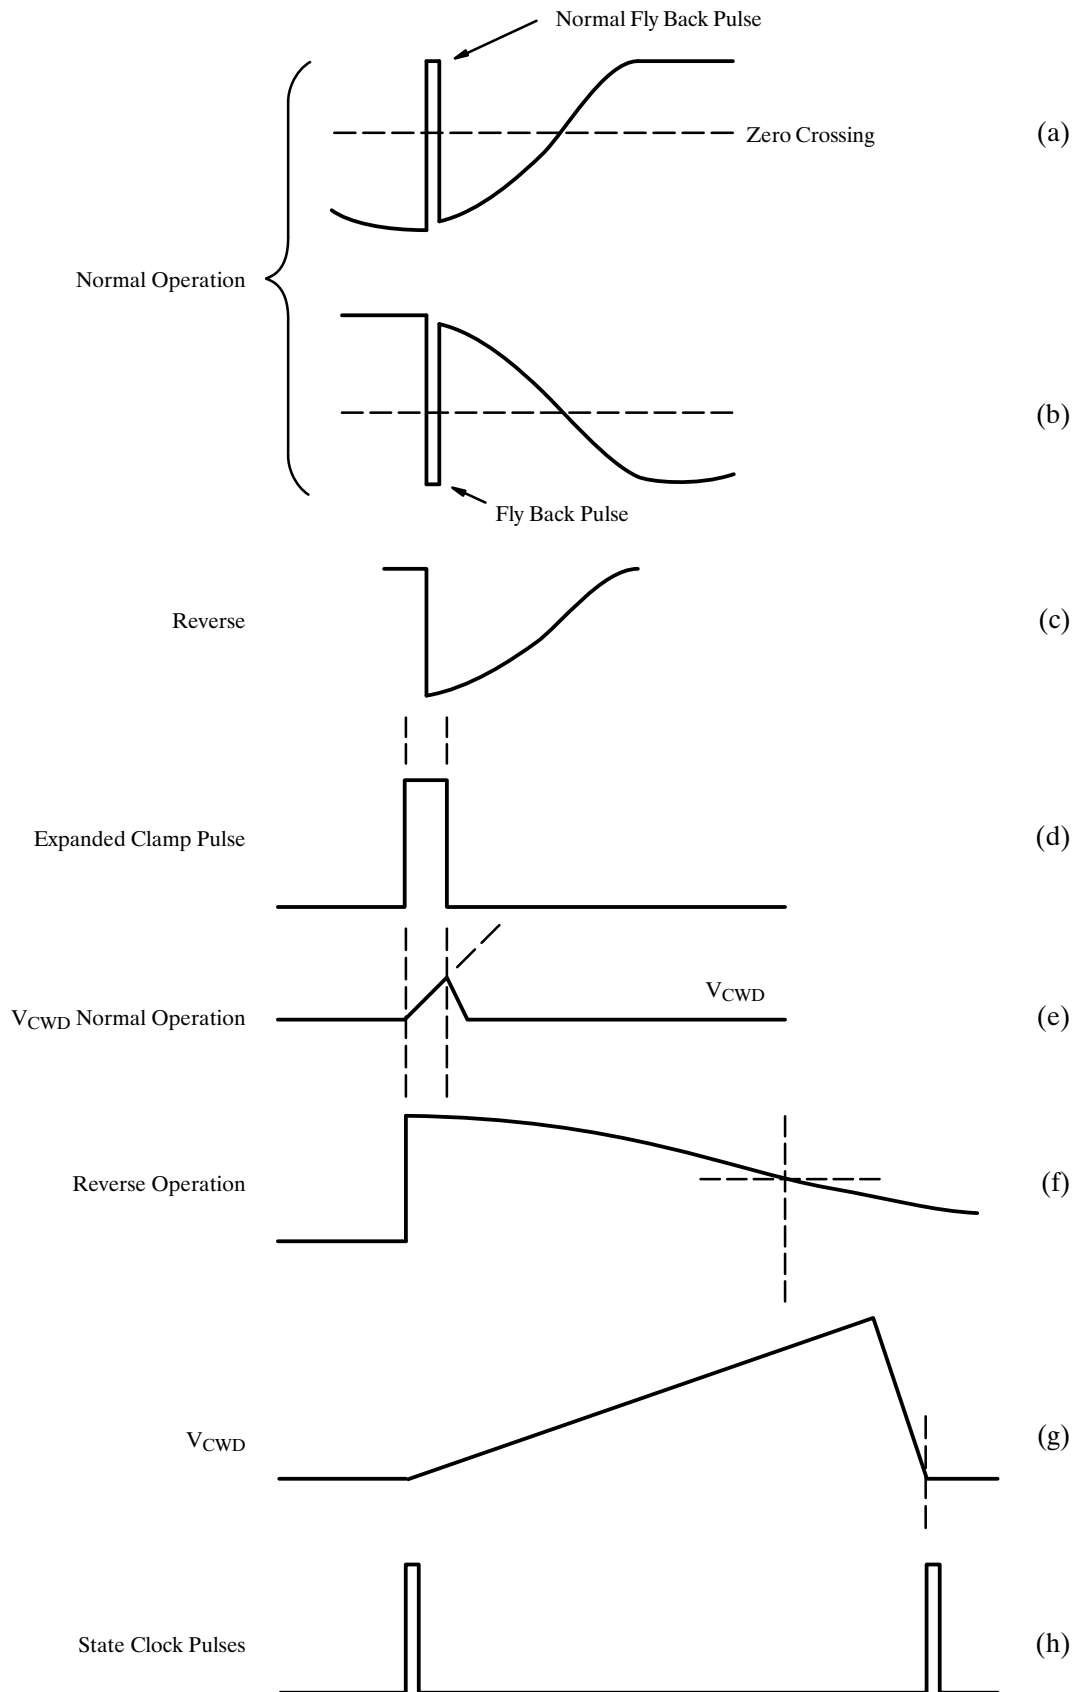 Normal Fly Back Pulse
Zero Crossing
(a)
Normal Operation
(b)
Fly Back Pulse
Reverse
(c)
Expanded Clamp Pulse
(d)
VCWD
VCWD Normal Operation
(e)
Reverse Operation
(f)
VCWD
(g)
State Clock Pulses
(h)